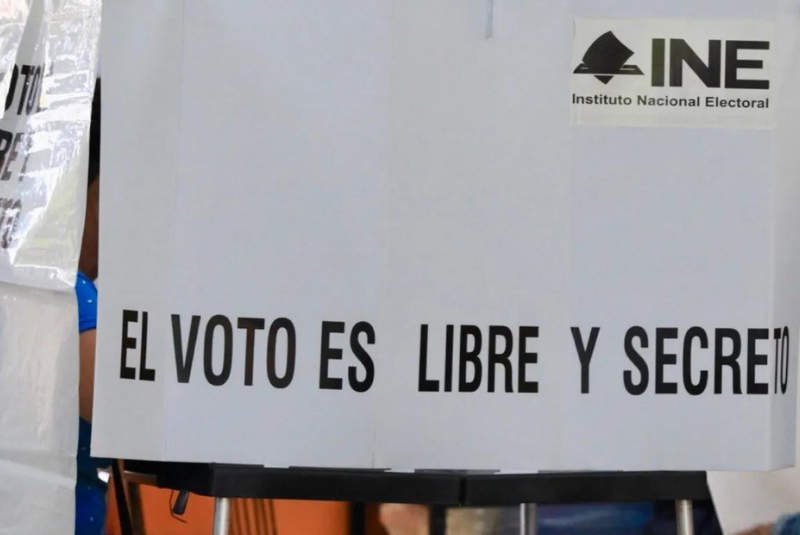 INE
Instituto Nacional Electoral
EL VOTO ES LIBRE Y SECRETO